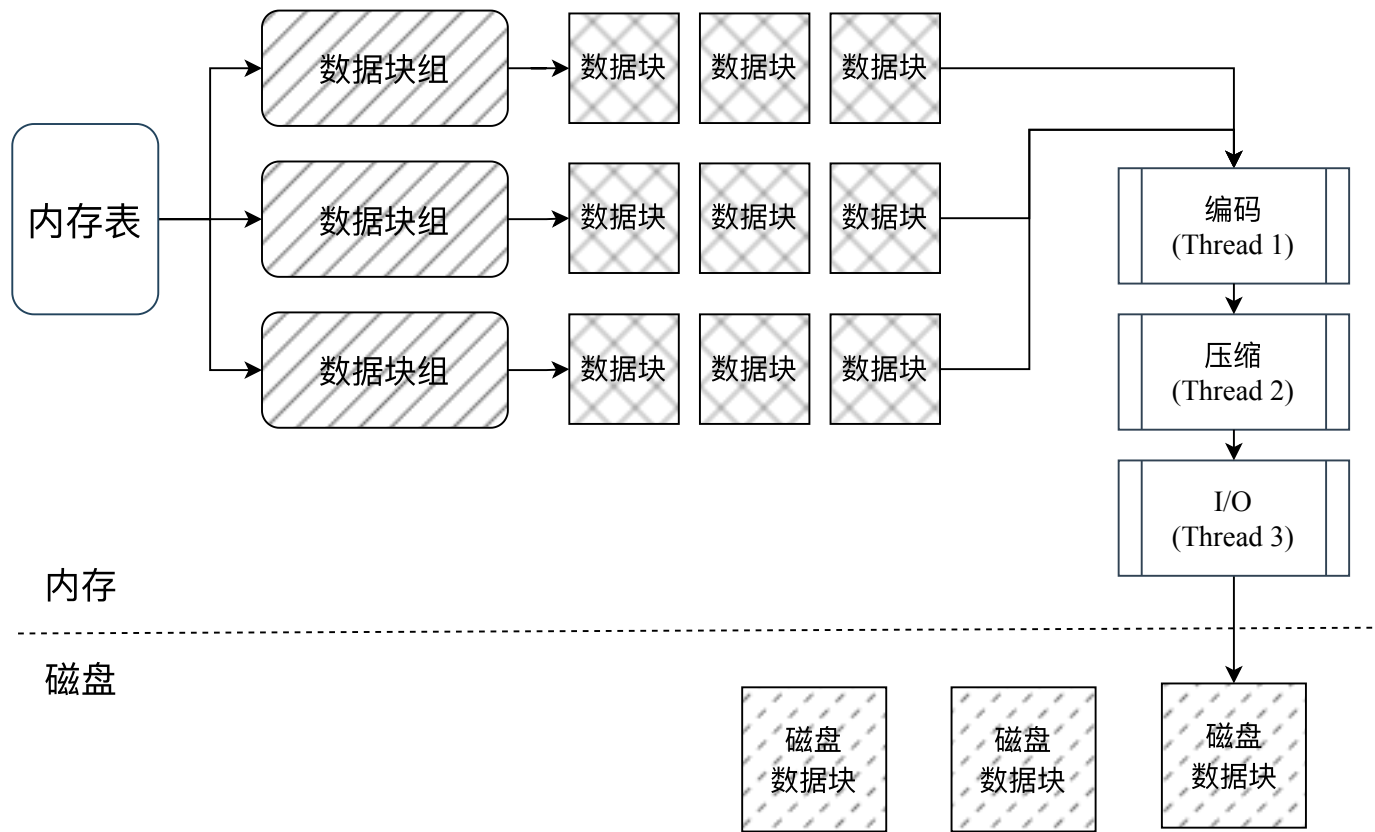 数据块组
数据块 数据块 数据块
内存表
数据块组
数据块 数据块 数据块
编码
(Thread 1)
数据块组
数据块 数据块 数据块
压缩
(Thread 2)
I/O
(Thread 3)
内存
磁盘
磁盘
数据块
磁盘
数据块
磁盘
数据块